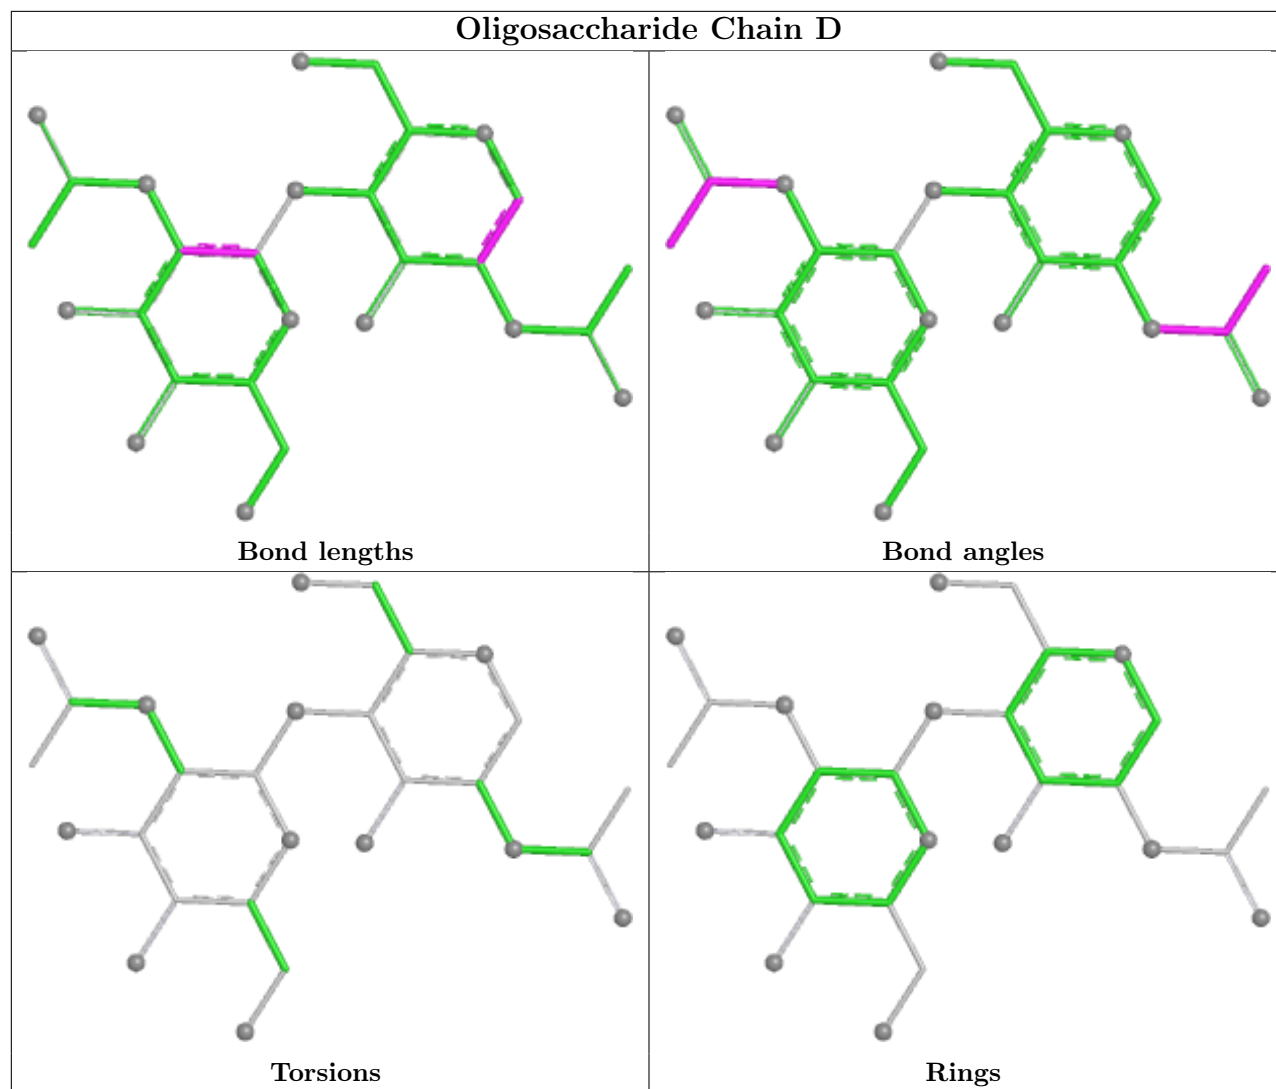 Oligosaccharide Chain D
Bond lengths
Bond angles
Torsions
Rings